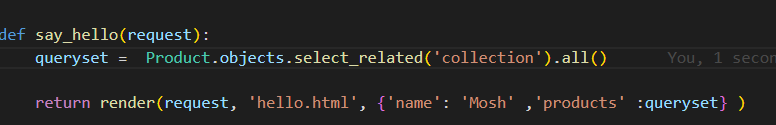 def say_hello(request):
queryset =  Product.objects.select_related('collection').all() You, 1 secon
return render(request, 'hello.html', {'name': 'Mosh' ,'products' :queryset} )